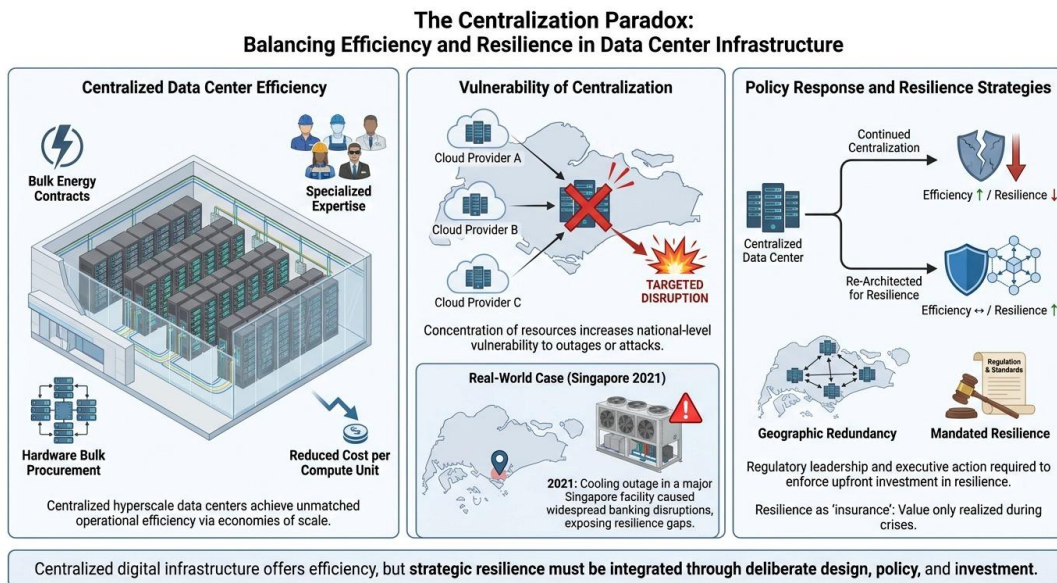 The Centralization Paradox:
Balancing Efficiency and Resilience in Data Center Infrastructure
Centralized Data Center Efficiency
Bulk Energy
Contracts
Specialized
Expertise
Hardware Bulk
Procurement
Reduced Cost per
Compute Unit
Centralized hyperscale data centers achieve unmatched
operational efficiency via economies of scale.
Vulnerability of Centralization
Cloud Provider A
Cloud Provider B
Cloud Provider C
TARGETED
DISRUPTION
Concentration of resources increases national-level
vulnerability to outages or attacks.
Real-World Case (Singapore 2021)
2021: Cooling outage in a major
Singapore facility caused
widespread banking disruptions,
exposing resilience gaps.
Policy Response and Resilience Strategies
Continued
Centralization
Efficiency ↑ / Resilience ↓
Centralized
Data Center
Re-Architected
for Resilience
Efficiency ↔ / Resilience ↑
Regulation
& Standards
Geographic Redundancy
Mandated Resilience
Regulatory leadership and executive action required to
enforce upfront investment in resilience.
Resilience as 'insurance': Value only realized during
crises.
Centralized digital infrastructure offers efficiency, but strategic resilience must be integrated through deliberate design, policy, and investment.